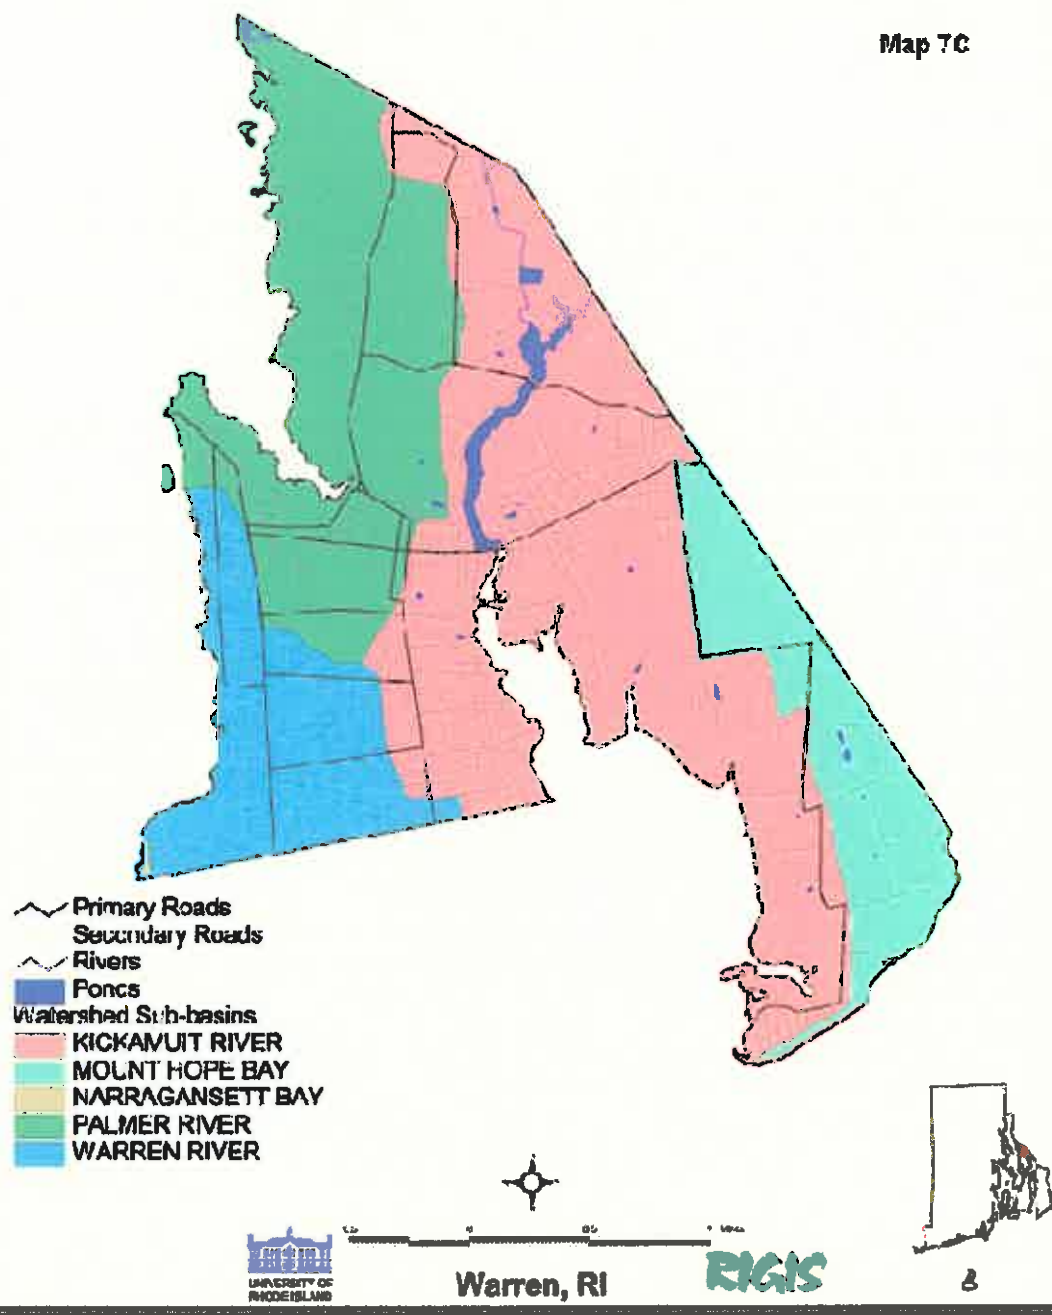 Map 7C
Primary Roads
Secondary Roads
Rivers
Ponds
Watershed Sub-basins
KICKAMUIT RIVER
MOUNT HOPE BAY
NARRAGANSETT BAY
PALMER RIVER
WARREN RIVER
0
UNIVERSITY OF
RHODE ISLAND
Warren, RI
RIGIS